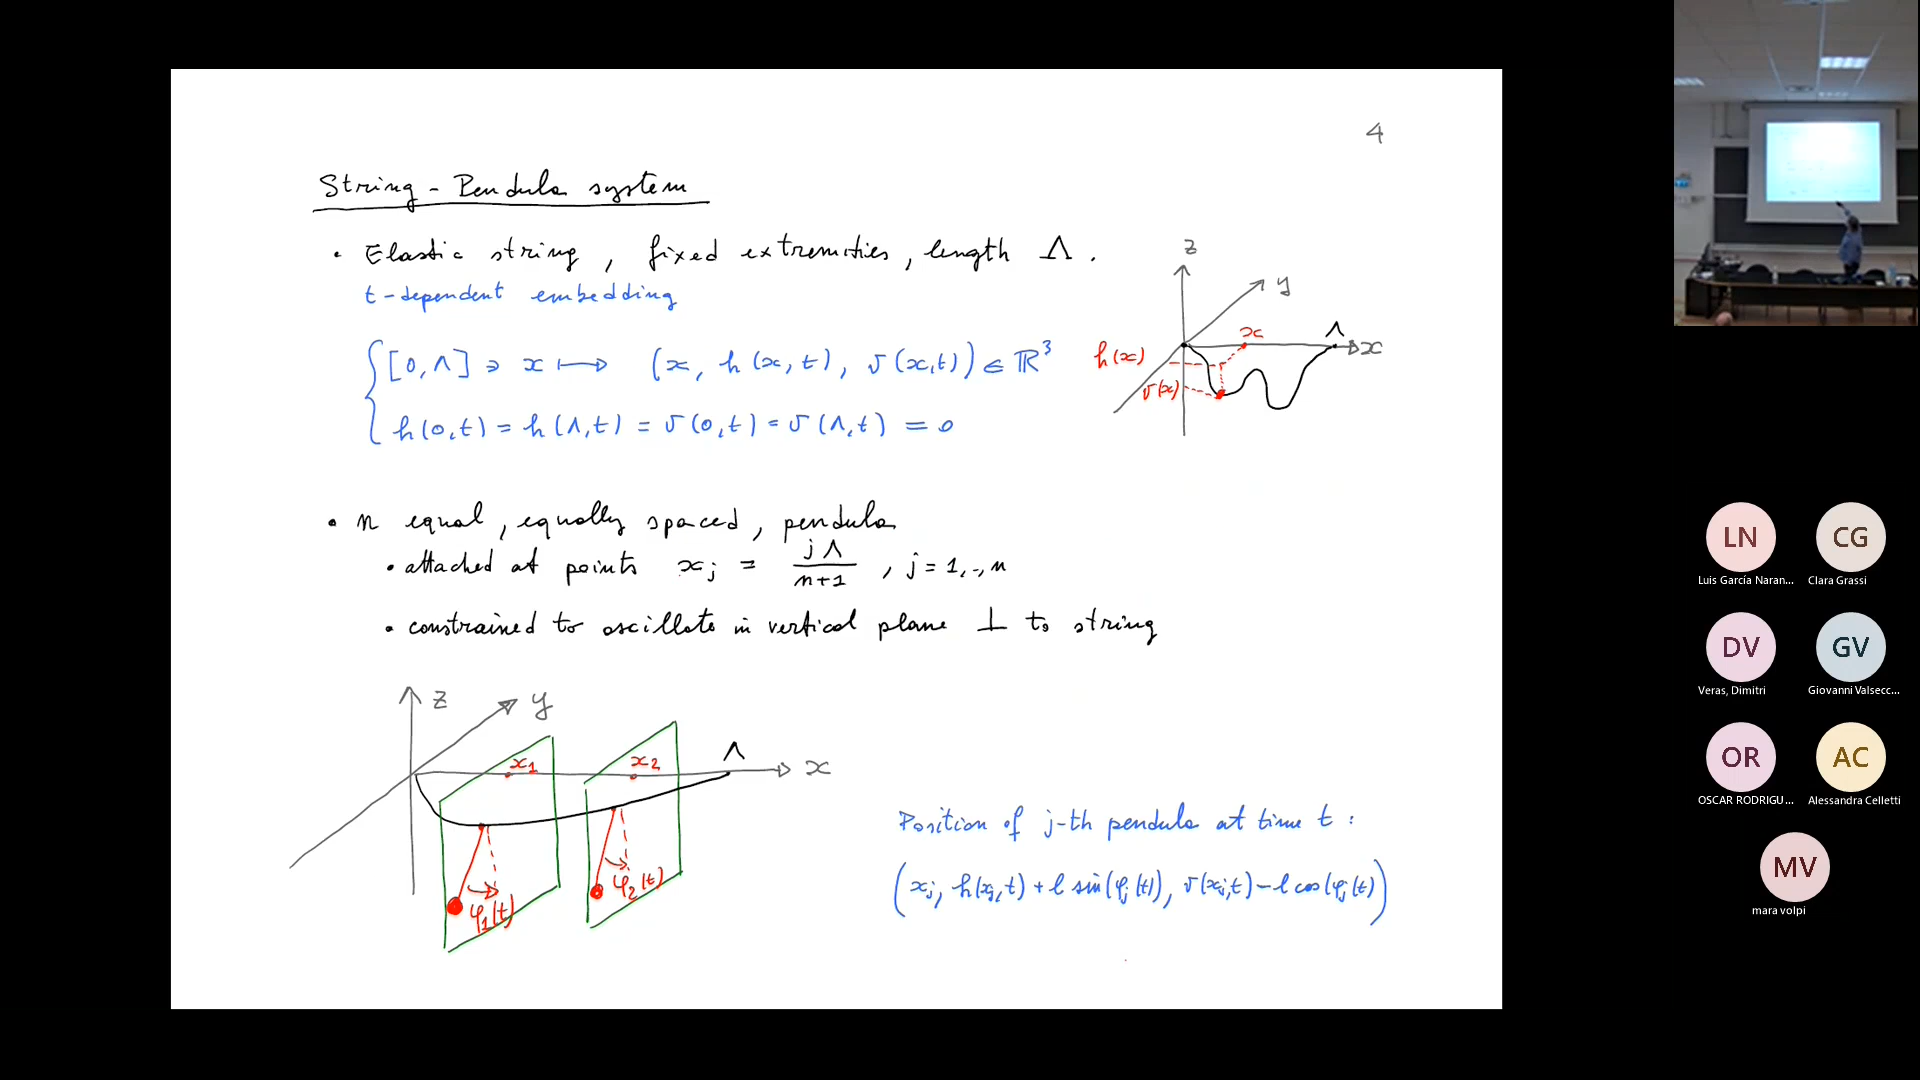 4
String - Pendula system
• Elastic string, fixed extremities, length Λ.
t-dependent embedding
{ [0,Λ] ∋ x ⟼ (x, h(x,t), v(x,t)) ∈ ℝ³
h(0,t) = h(Λ,t) = v(0,t) = v(Λ,t) = 0
z
y
x
Λ
x
h(x)
v(x)
• n equal, equally spaced, pendula
• attached at points x_j = jΛ/(n+1), j = 1,..,n
• constrained to oscillate in vertical plane ⊥ to string
z
y
x₁
x₂
Λ
x
φ₁(t)
φ₂(t)
Position of j-th pendula at time t :
(x_j, h(x_j,t) + l sin(φ_j(t)), v(x_j,t) - l cos(φ_j(t))
LN
Luis García Naran...
CG
Clara Grassi
DV
Veras, Dimitri
GV
Giovanni Valsecc...
OR
OSCAR RODRIGU...
AC
Alessandra Celletti
MV
mara volpi